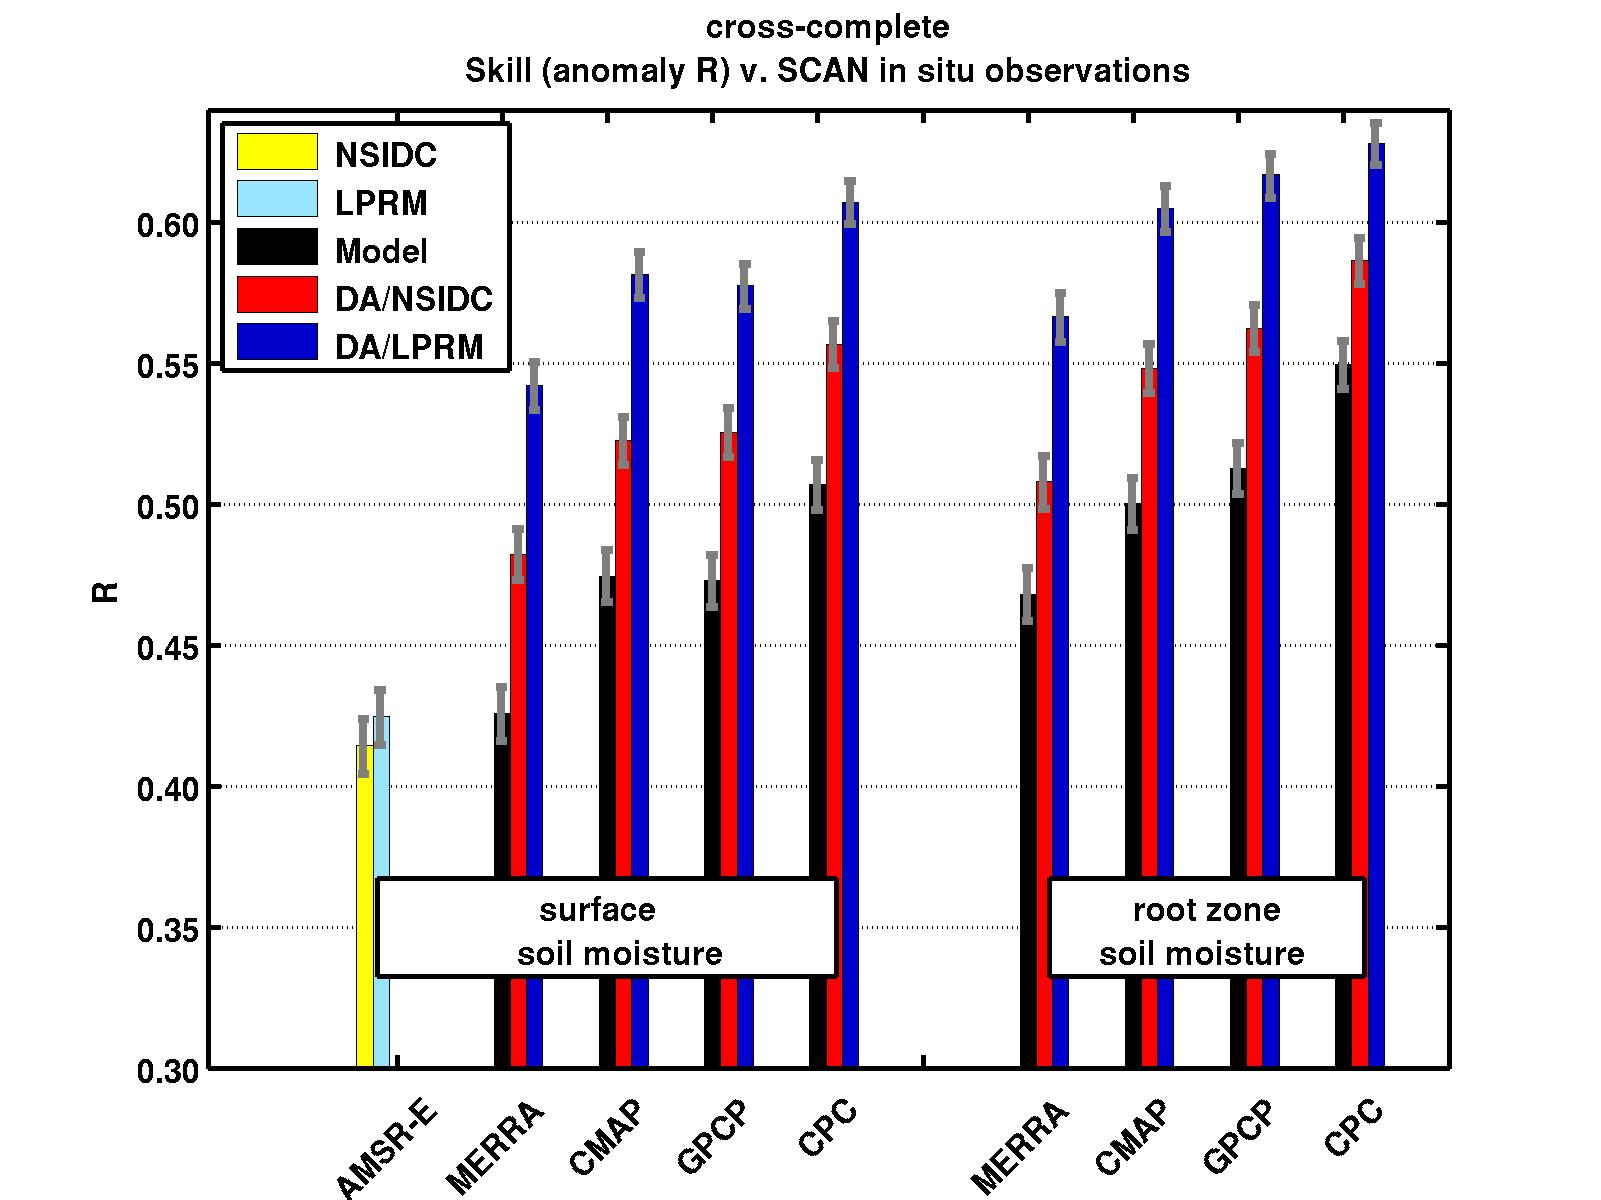 cross-complete
Skill (anomaly R) v. SCAN in situ observations
NSIDC
LPRM
Model
DA/NSIDC
DA/LPRM
0.60
0.55
0.50
0.45
0.40
0.35
0.30
R
surface
soil moisture
root zone
soil moisture
AMSR-E
MERRA
CMAP
GPCP
CPC
MERRA
CMAP
GPCP
CPC